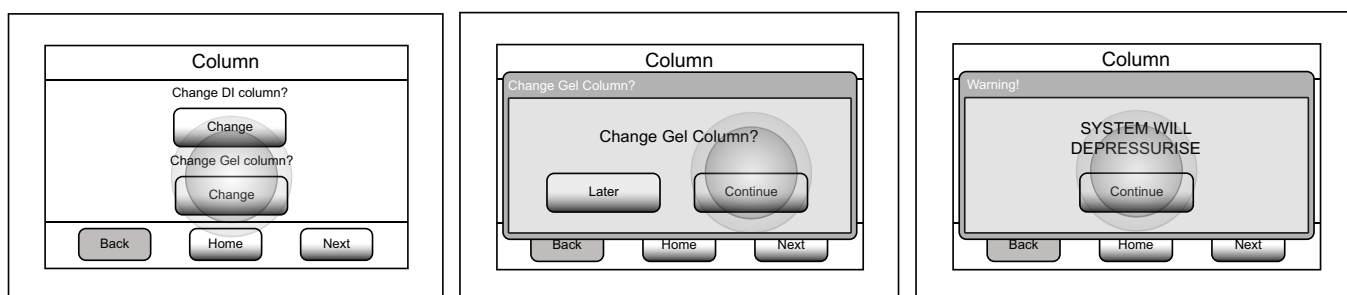 Column
Change DI column?
Change
Change Gel column?
Change
Back
Home
Next
Column
Change Gel Column?
Change Gel Column?
Later
Continue
Back
Home
Next
Column
Warning!
SYSTEM WILL
DEPRESSURISE
Continue
Back
Home
Next